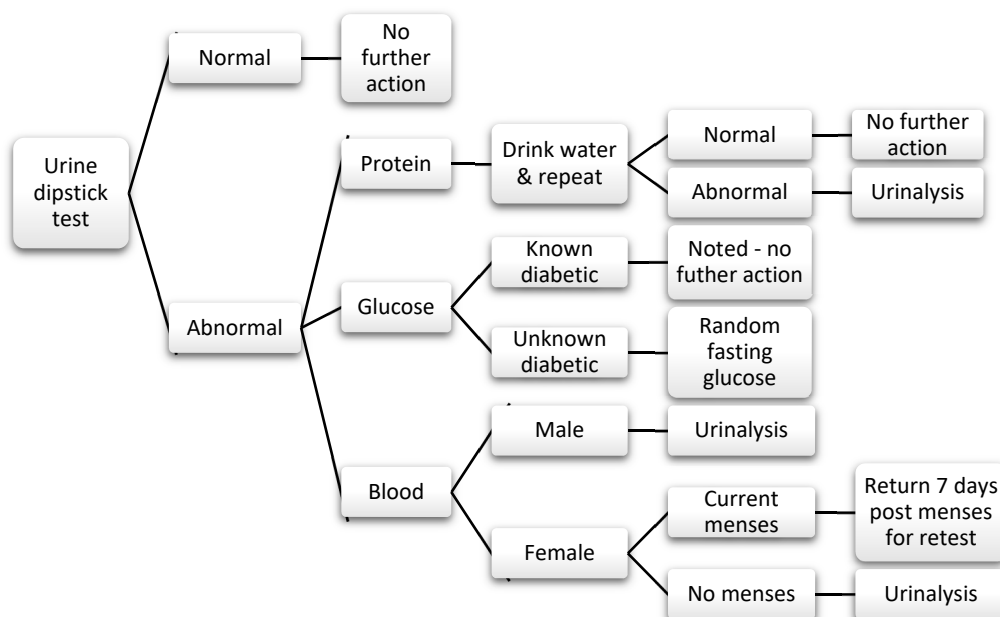 Urine
dipstick
test
Normal
No
further
action
Abnormal
Protein
Drink water
& repeat
Normal
No further
action
Abnormal
Urinalysis
Glucose
Known
diabetic
Noted - no
futher action
Unknown
diabetic
Random
fasting
glucose
Blood
Male
Urinalysis
Female
Current
menses
Return 7 days
post menses
for retest
No menses
Urinalysis